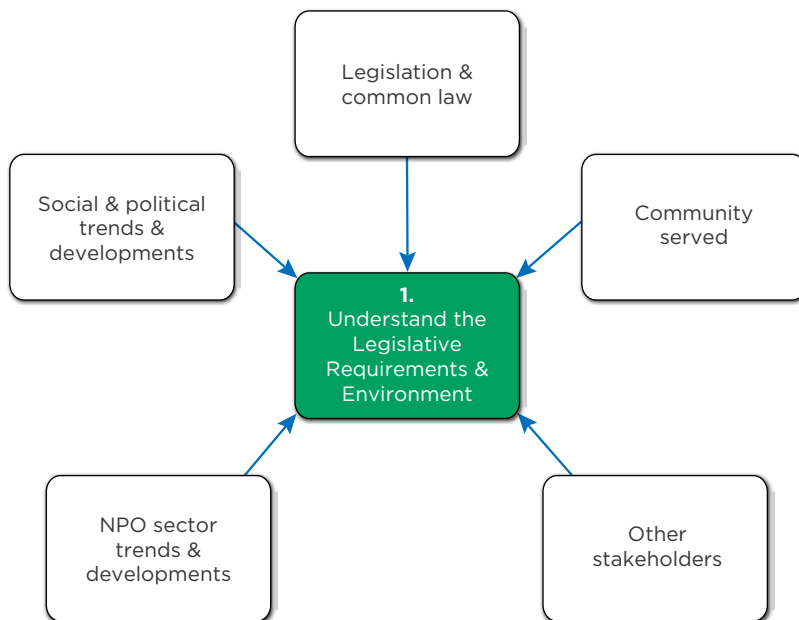 Legislation &
common law
Social & political
trends &
developments
Community
served
1.
Understand the
Legislative
Requirements &
Environment
NPO sector
trends &
developments
Other
stakeholders